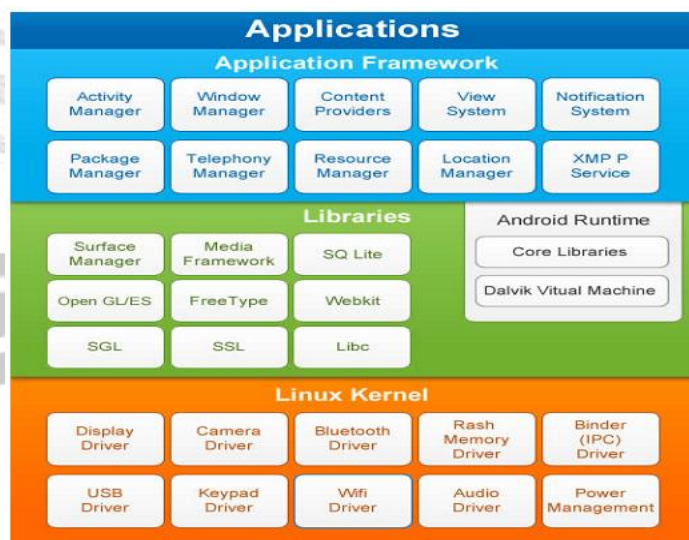 Applications
Application Framework
Activity
Manager
Window
Manager
Content
Providers
View
System
Notification
System
Package
Manager
Telephony
Manager
Resource
Manager
Location
Manager
XMP P
Service
Libraries
Surface
Manager
Media
Framework
SQ Lite
Open GL/ES
FreeType
Webkit
SGL
SSL
Libc
Android Runtime
Core Libraries
Dalvik Vitual Machine
Linux Kernel
Display
Driver
Camera
Driver
Bluetooth
Driver
Rash
Memory
Driver
Binder
(IPC)
Driver
USB
Driver
Keypad
Driver
Wifi
Driver
Audio
Driver
Power
Management